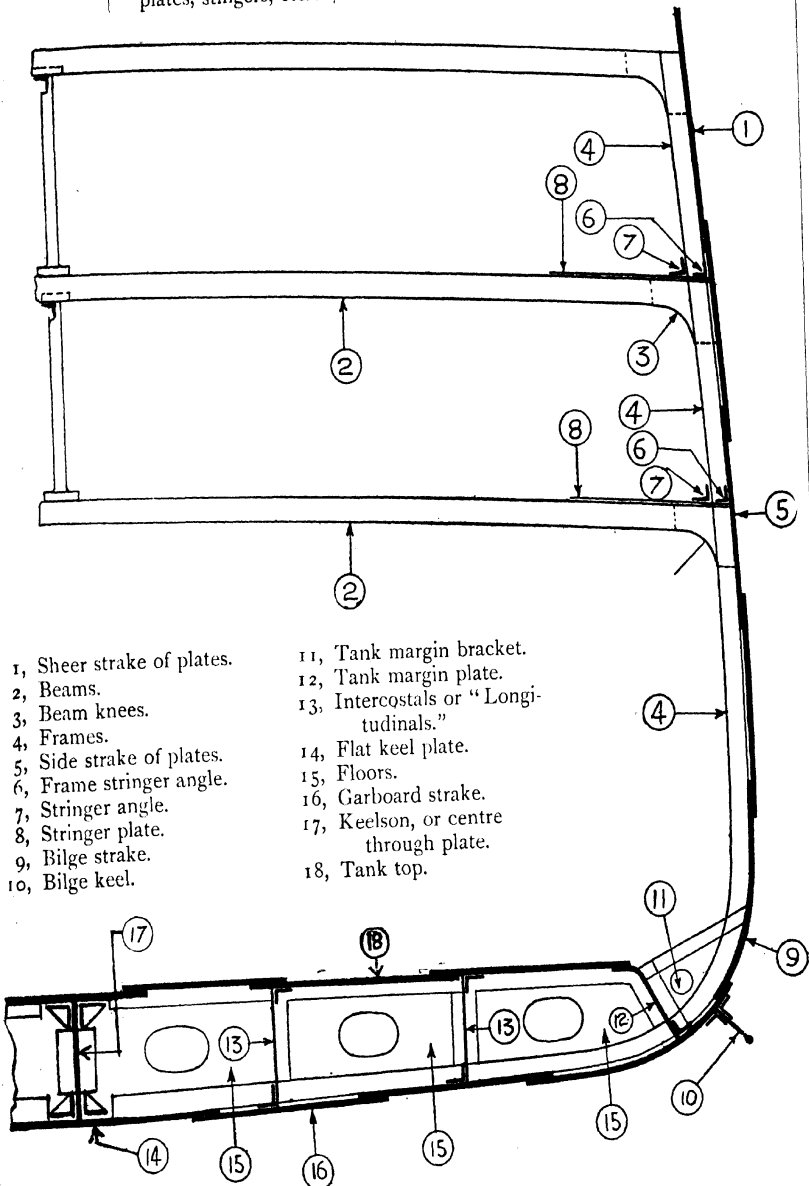 plates, stingers,
1
4
8
6
7
2
3
4
8
6
7
5
2
1, Sheer strake of plates.
2, Beams.
3, Beam knees.
4, Frames.
5, Side strake of plates.
6, Frame stringer angle.
7, Stringer angle.
8, Stringer plate.
9, Bilge strake.
10, Bilge keel.
11, Tank margin bracket.
12, Tank margin plate.
13, Intercostals or "Longi-
tudinals."
14, Flat keel plate.
15, Floors.
16, Garboard strake.
17, Keelson, or centre
through plate.
18, Tank top.
4
17
18
11
9
13
13
12
10
14
15
16
15
15